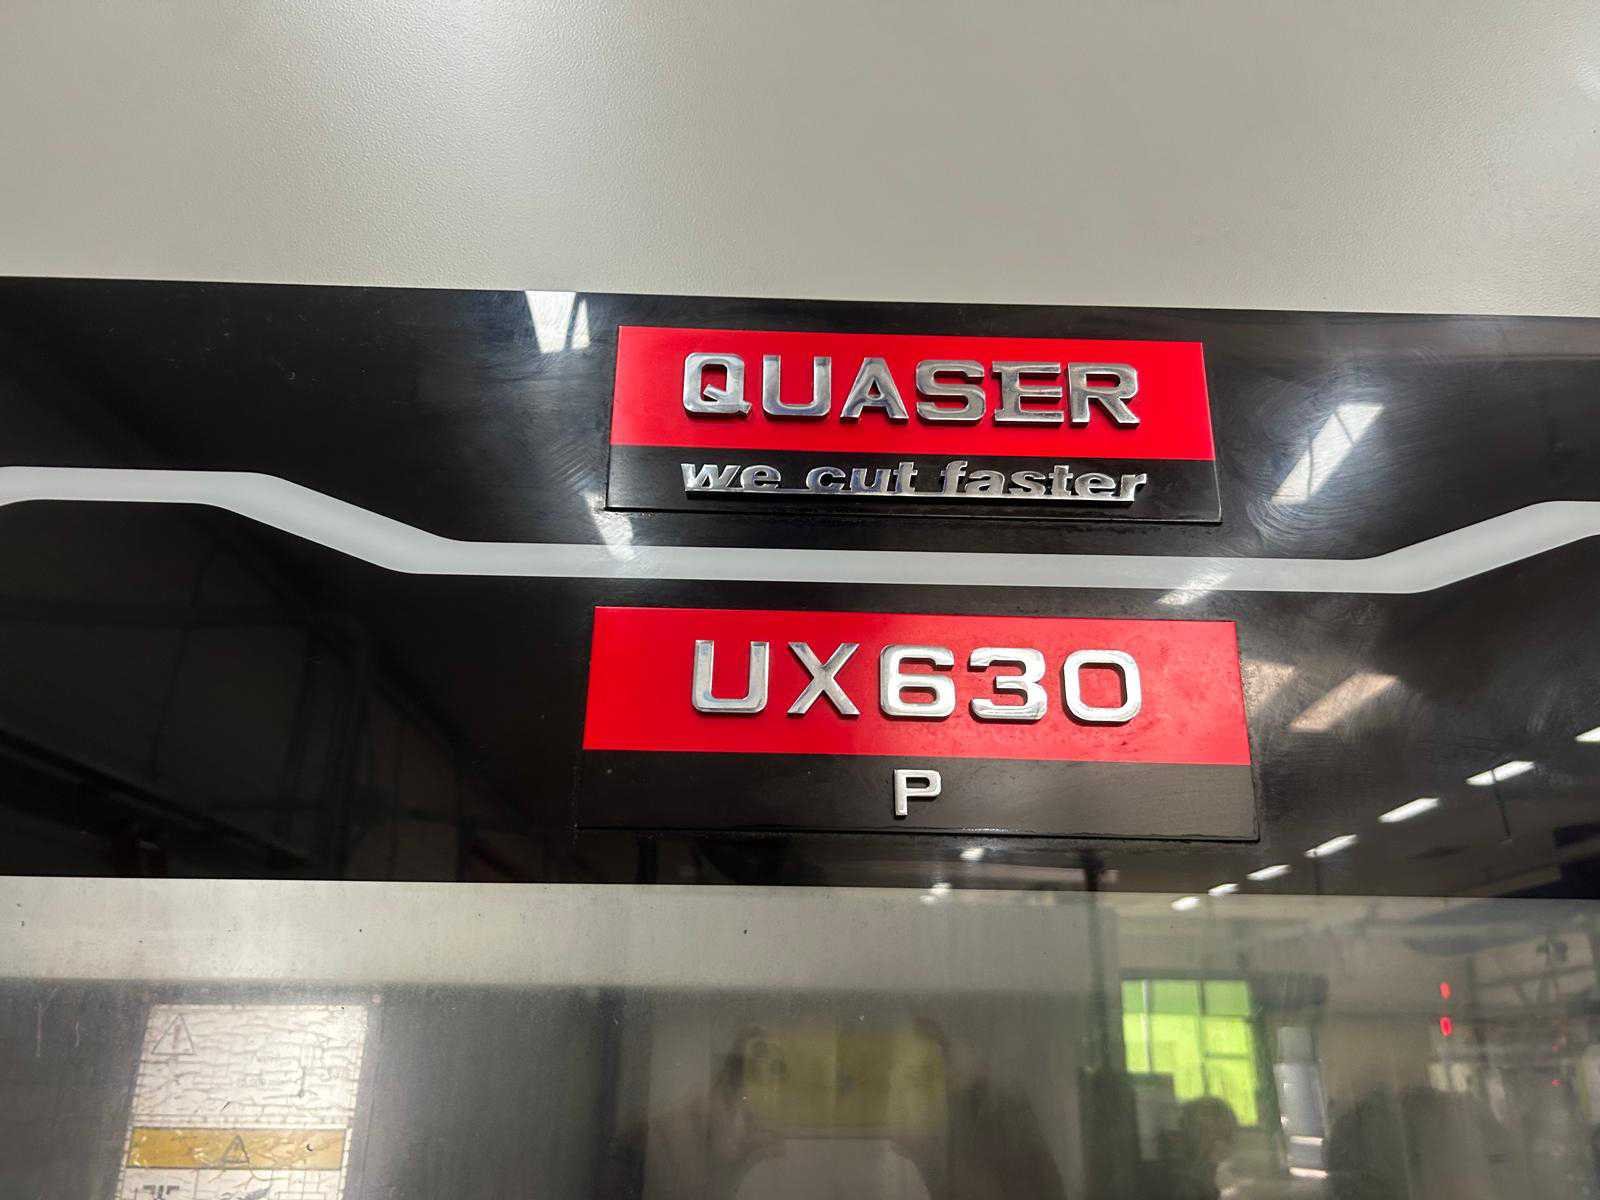 QUASER
we cut faster
UX630
P